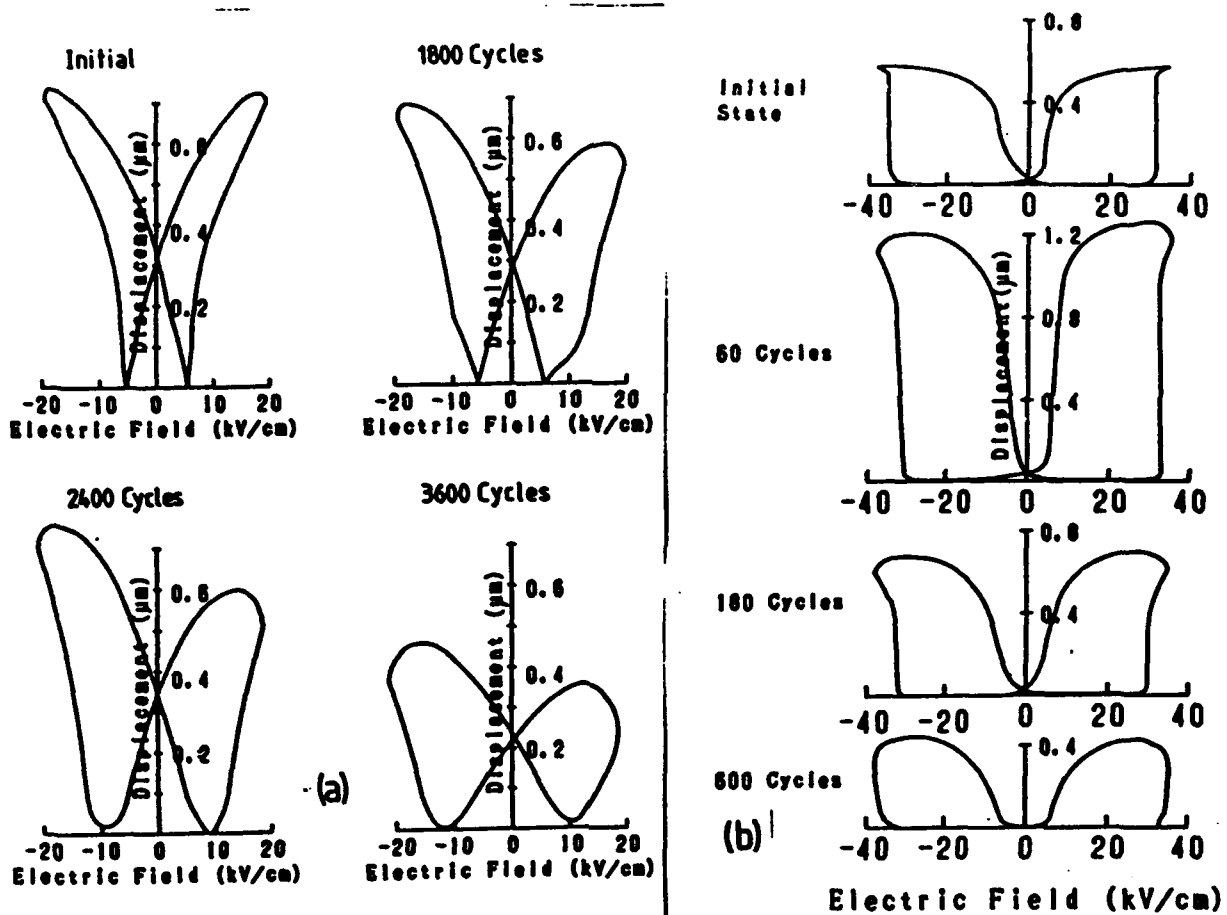 Initial
Displacement (μm)
0.6
0.4
0.2
-20 -10 0 10 20
Electric Field (kV/cm)
1800 Cycles
Displacement (μm)
0.6
0.4
0.2
-20 -10 0 10 20
Electric Field (kV/cm)
2400 Cycles
Displacement (μm)
0.6
0.4
0.2
-20 -10 0 10 20
Electric Field (kV/cm)
3600 Cycles
Displacement (μm)
0.6
0.4
0.2
-20 -10 0 10 20
Electric Field (kV/cm)
(a)
Initial
State
0.8
0.4
-40 -20 0 20 40
60 Cycles
Displacement(μm)
1.2
0.8
0.4
-40 -20 0 20 40
180 Cycles
0.8
0.4
-40 -20 0 20 40
600 Cycles
0.4
-40 -20 0 20 40
(b)
Electric Field (kV/cm)